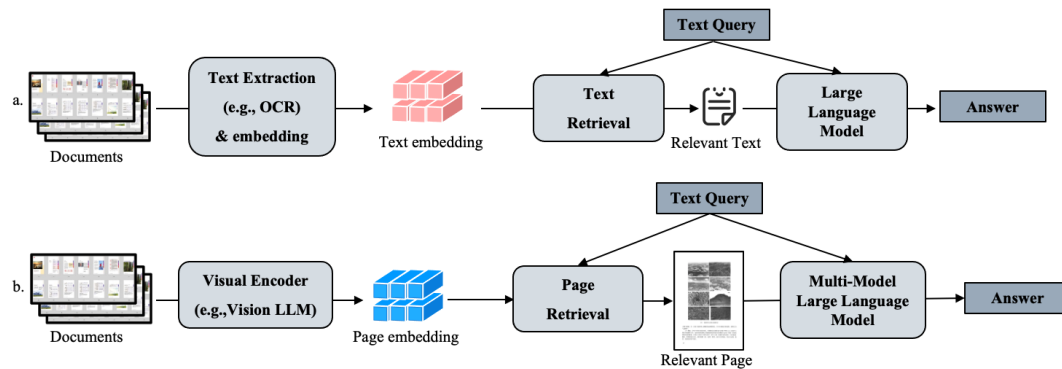 Text Query
a.
Documents
Text Extraction
(e.g., OCR)
& embedding
Text embedding
Text
Retrieval
Relevant Text
Large
Language
Model
Answer
Text Query
b.
Documents
Visual Encoder
(e.g.,Vision LLM)
Page embedding
Page
Retrieval
Relevant Page
Multi-Model
Large Language
Model
Answer